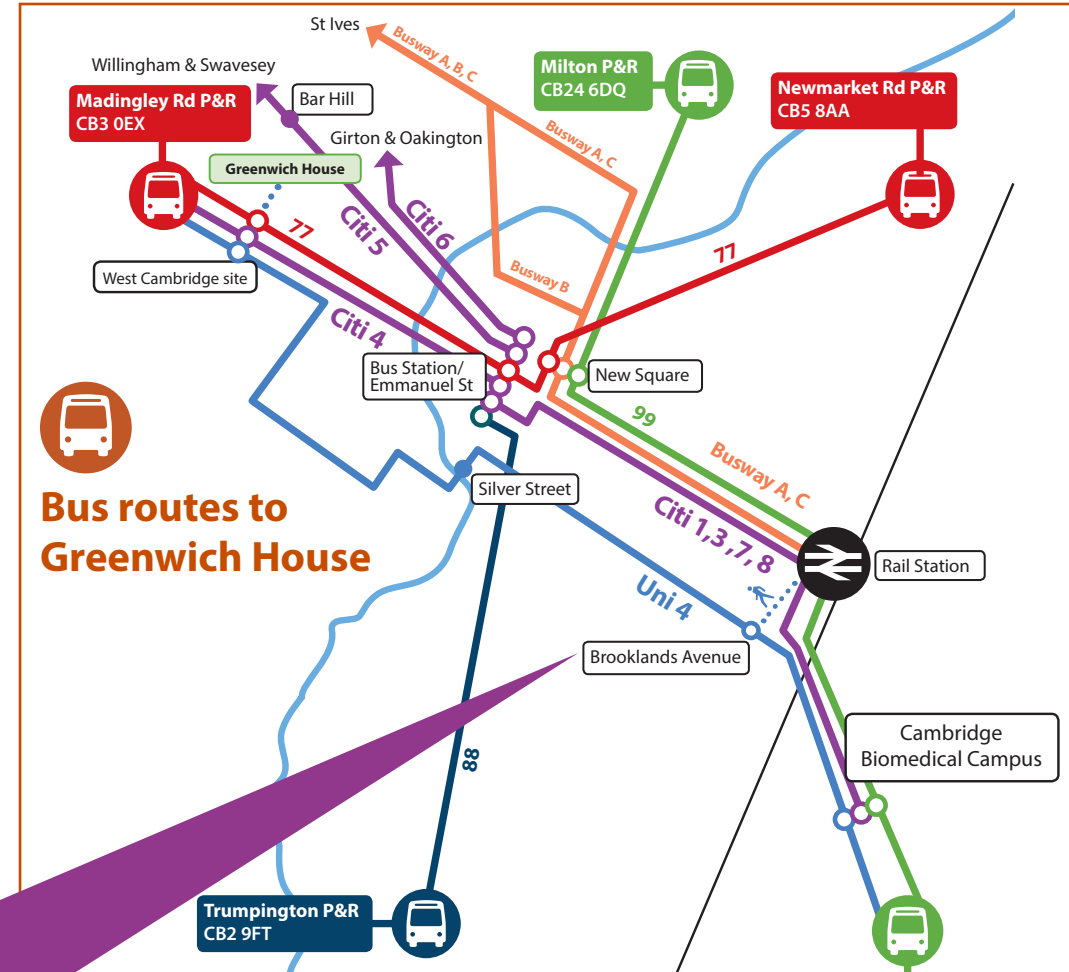 St Ives
Busway A, B, C
Willingham & Swavesey
Milton P&R
CB24 6DQ
Newmarket Rd P&R
CB5 8AA
Madingley Rd P&R
CB3 0EX
Bar Hill
Busway A, C
Girton & Oakington
Greenwich House
77
Citi 5
Citi 6
77
West Cambridge site
Busway B
Citi 4
Bus Station/
Emmanuel St
New Square
99
Busway A, C
Bus routes to
Greenwich House
Silver Street
Citi 1,3 ,7, 8
Rail Station
Uni 4
Brooklands Avenue
Cambridge
Biomedical Campus
88
Trumpington P&R
CB2 9FT